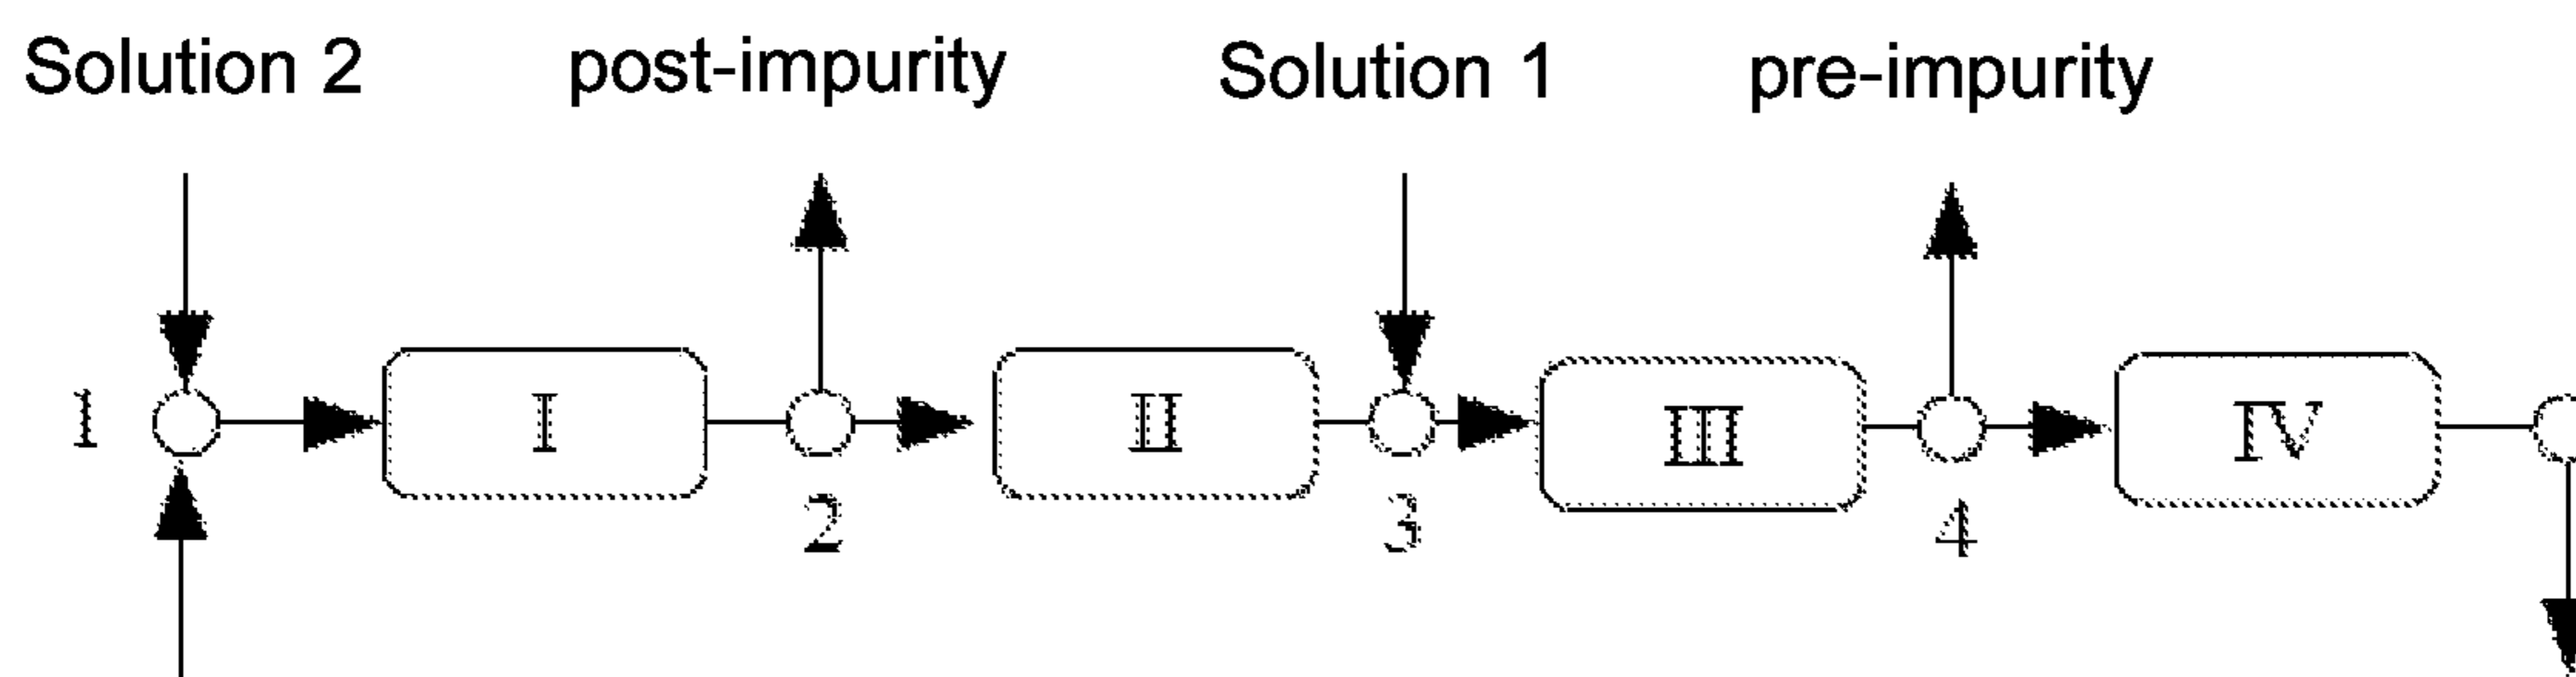 Solution 2 post-impurity Solution 1 pre-impurity
1 I II III IV
2 3 4